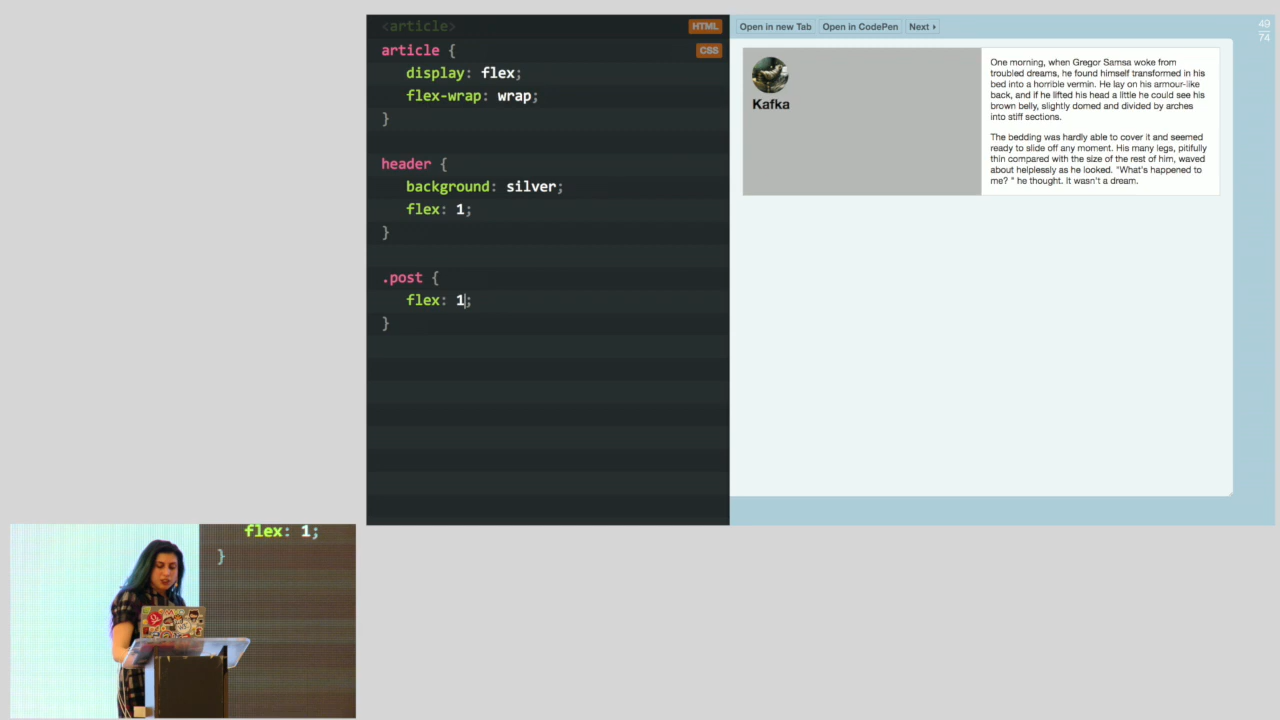 <article>
HTML
article {
display: flex;
flex-wrap: wrap;
}
header {
background: silver;
flex: 1;
}
.post {
flex: 1;
}
CSS
Open in new Tab
Open in CodePen
Next ▸
49
74
Kafka
One morning, when Gregor Samsa woke from
troubled dreams, he found himself transformed in his
bed into a horrible vermin. He lay on his armour-like
back, and if he lifted his head a little he could see his
brown belly, slightly domed and divided by arches
into stiff sections.
The bedding was hardly able to cover it and seemed
ready to slide off any moment. His many legs, pitifully
thin compared with the size of the rest of him, waved
about helplessly as he looked. "What's happened to
me? " he thought. It wasn't a dream.
flex: 1;
}